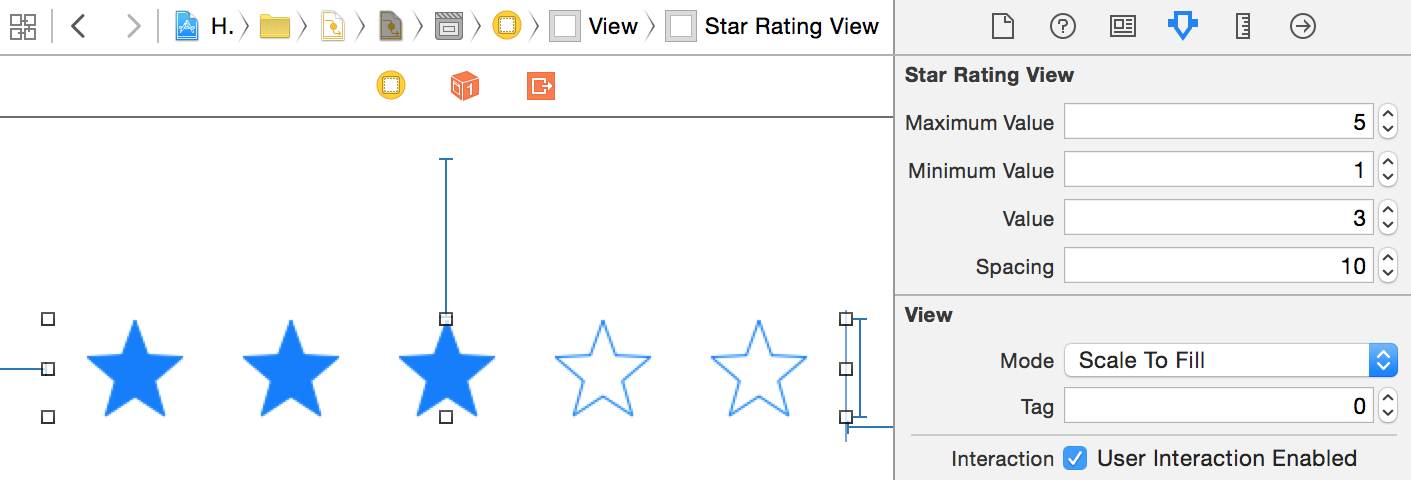 H. View Star Rating View
1
Star Rating View
Maximum Value 5
Minimum Value 1
Value 3
Spacing 10
View
Mode Scale To Fill
Tag 0
Interaction User Interaction Enabled